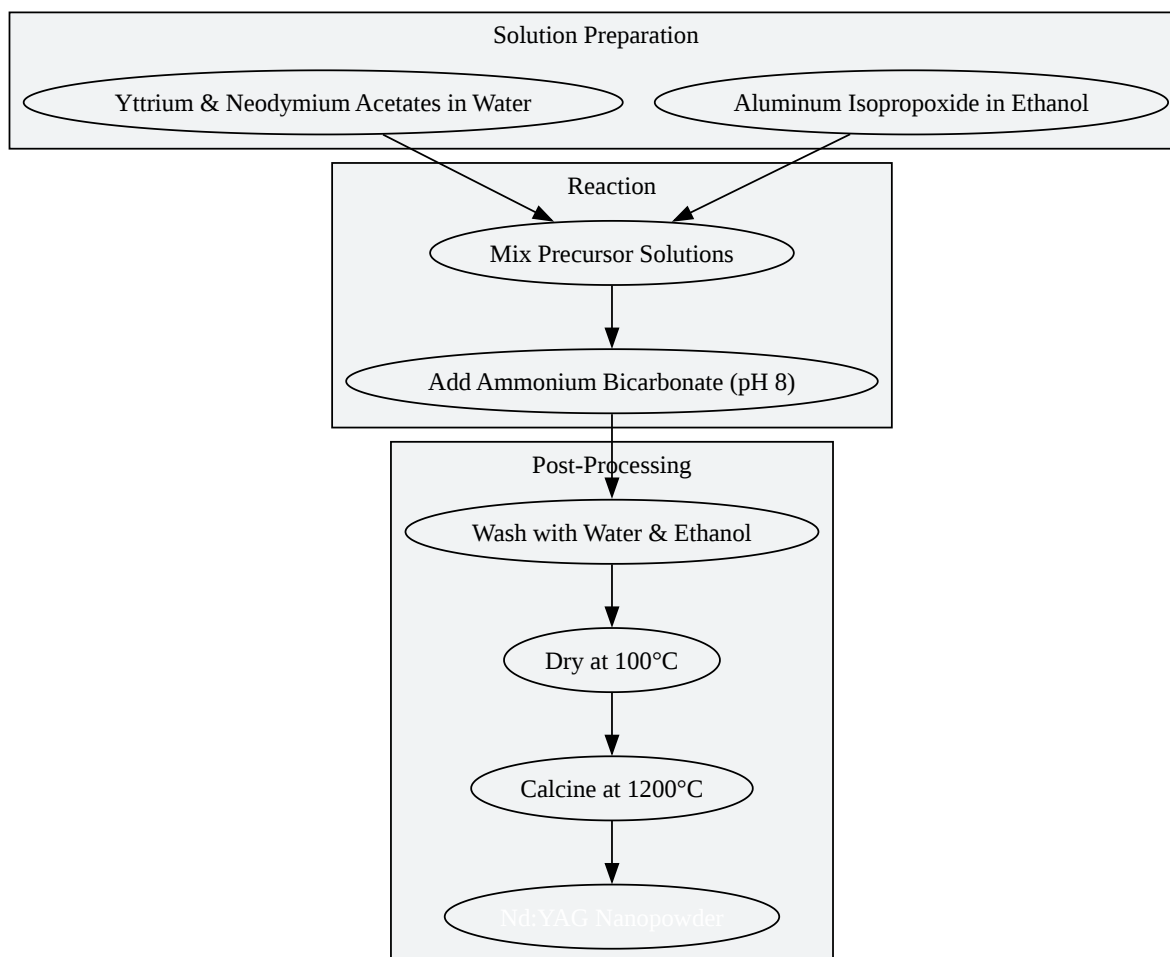 Solution Preparation
Yttrium & Neodymium Acetates in Water
Aluminum Isopropoxide in Ethanol
Reaction
Mix Precursor Solutions
Add Ammonium Bicarbonate (pH 8)
Post-Processing
Wash with Water & Ethanol
Dry at 100°C
Calcine at 1200°C
Nd:YAG Nanopowder